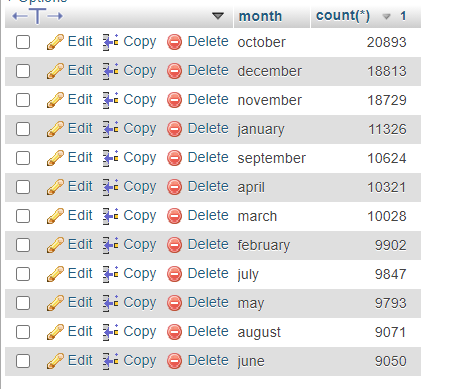 month count(*) 1
Edit Copy Delete october 20893
Edit Copy Delete december 18813
Edit Copy Delete november 18729
Edit Copy Delete january 11326
Edit Copy Delete september 10624
Edit Copy Delete april 10321
Edit Copy Delete march 10028
Edit Copy Delete february 9902
Edit Copy Delete july 9847
Edit Copy Delete may 9793
Edit Copy Delete august 9071
Edit Copy Delete june 9050